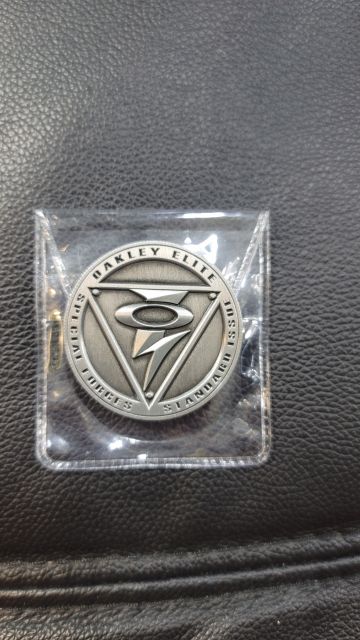 OAKLEY ELITE
SPECIAL FORCES
STANDARD ISSUE